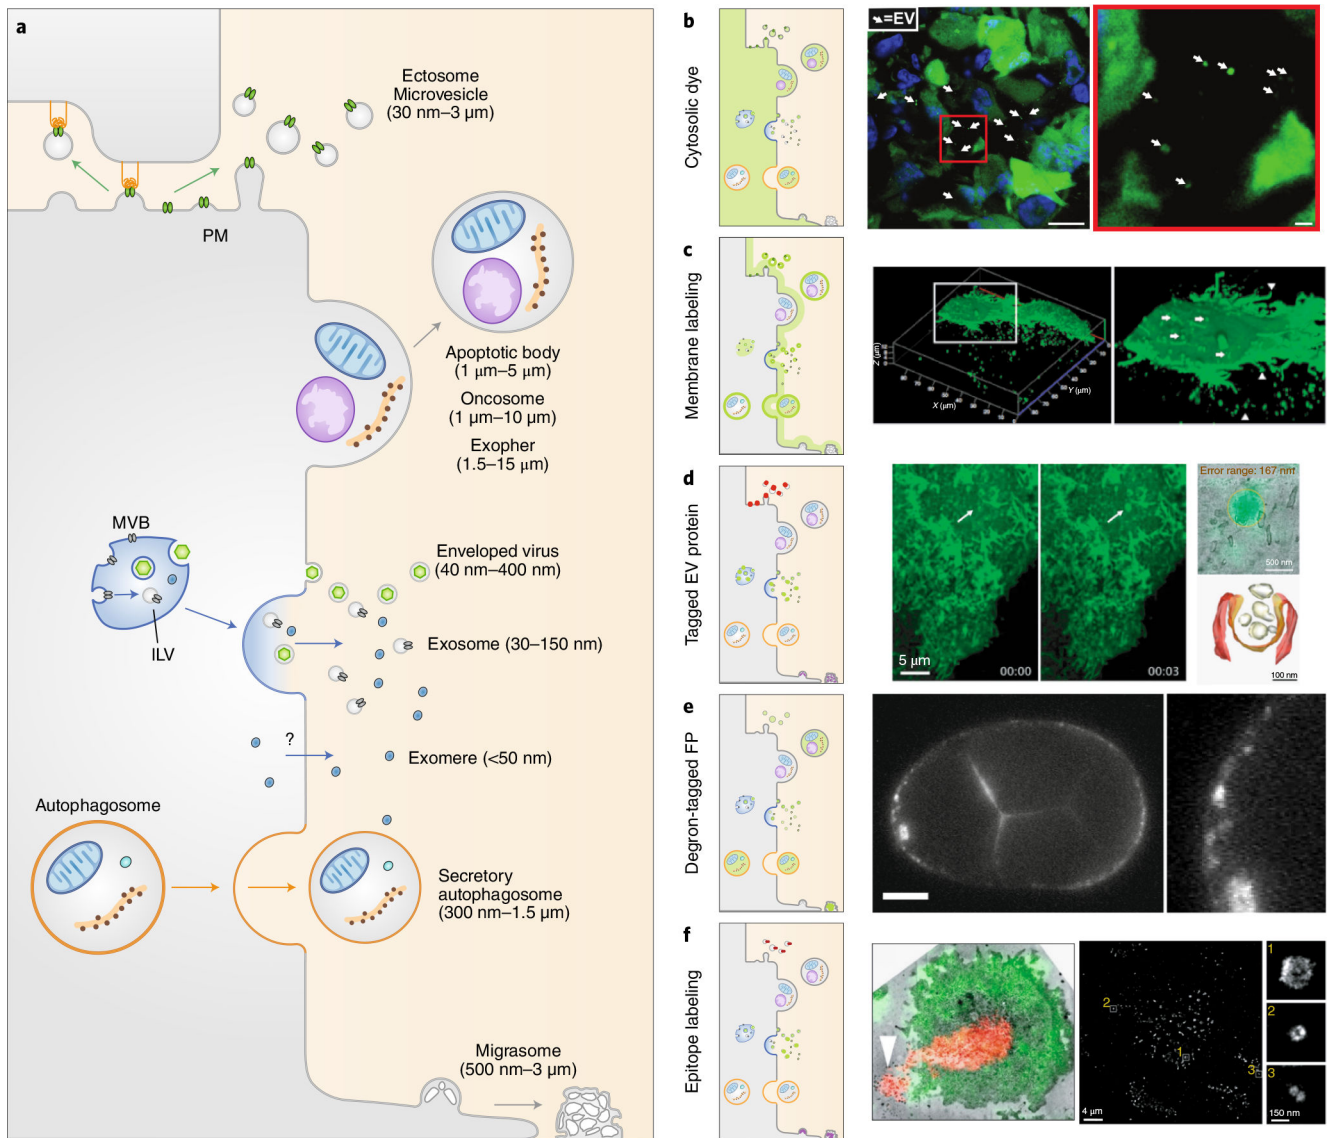 a
Ectosome
Microvesicle
(30 nm–3 μm)
PM
Apoptotic body
(1 μm–5 μm)
Oncosome
(1 μm–10 μm)
Exopher
(1.5–15 μm)
MVB
ILV
Enveloped virus
(40 nm–400 nm)
Exosome (30–150 nm)
?
Exomere (<50 nm)
Autophagosome
Secretory
autophagosome
(300 nm–1.5 μm)
Migrasome
(500 nm–3 μm)
b
Cytosolic dye
=EV
c
Membrane labeling
Z (μm)
X (μm)
Y (μm)
d
Tagged EV protein
5 μm
00:00
00:03
Error range: 167 nm
500 nm
100 nm
e
Degron-tagged FP
f
Epitope labeling
2
1
3
4 μm
1
2
3
150 nm